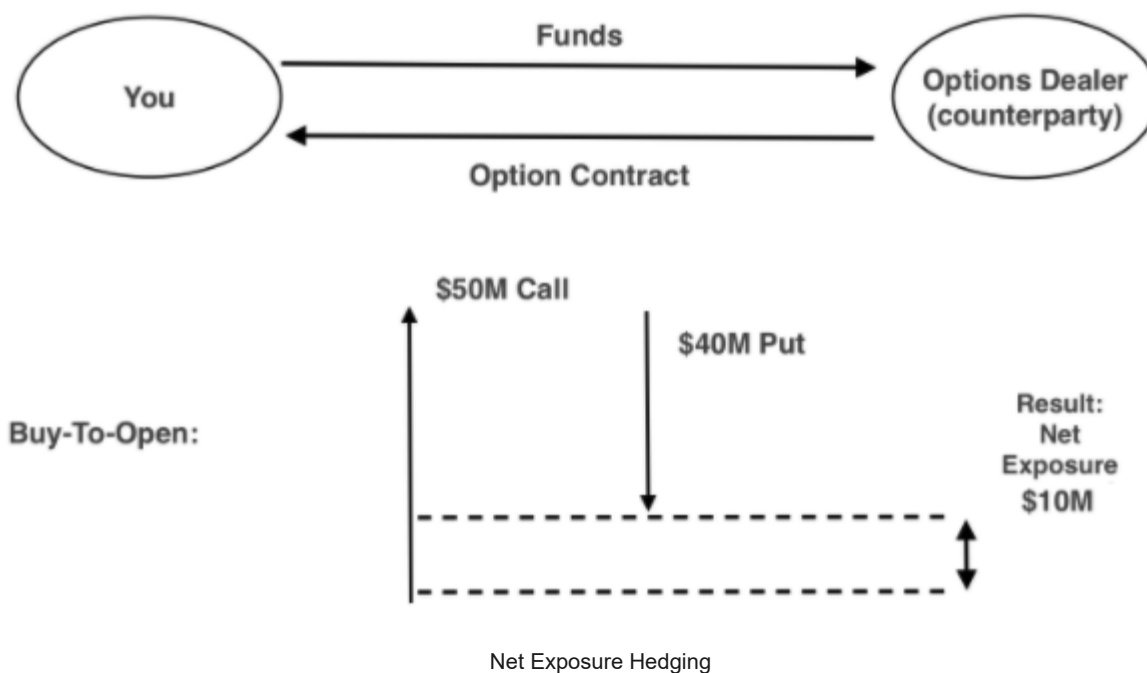 Funds
You
Options Dealer
(counterparty)
Option Contract
$50M Call
$40M Put
Buy-To-Open:
Result:
Net
Exposure
$10M
Net Exposure Hedging